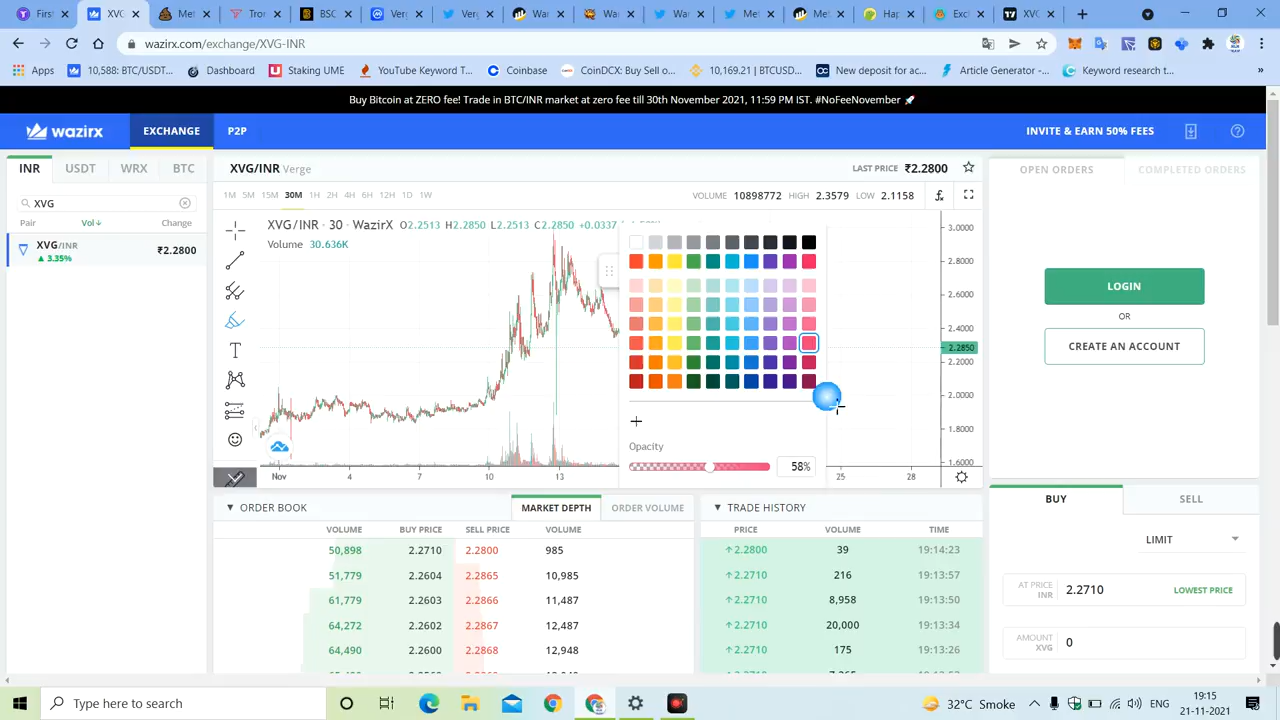 wazirx.com/exchange/XVG-INR
Apps
10,588: BTC/USDT...
Dashboard
Staking UME
YouTube Keyword T...
Coinbase
CoinDCX: Buy Sell o...
10,169.21 | BTCUSD...
New deposit for ac...
Article Generator -...
Keyword research t...
»
Buy Bitcoin at ZERO fee! Trade in BTC/INR market at zero fee till 30th November 2021, 11:59 PM IST. #NoFeeNovember 🚀
wazirx
EXCHANGE
P2P
INVITE & EARN 50% FEES
INR
USDT
WRX
BTC
XVG
Pair
Vol↓
Change
XVG/INR
▲ 3.35%
₹2.2800
XVG/INR Verge
LAST PRICE ₹2.2800
1M 5M 15M 30M 1H 2H 4H 6H 12H 1D 1W
VOLUME 10898772 HIGH 2.3579 LOW 2.1158
XVG/INR · 30 · WazirX O2.2513 H2.2850 L2.2513 C2.2850 +0.0337
Volume 30.636K
3.0000
2.8000
2.6000
2.4000
2.2850
2.0000
1.8000
1.6000
Opacity
58%
Nov 4 7 10 13 25 28
OPEN ORDERS
COMPLETED ORDERS
LOGIN
OR
CREATE AN ACCOUNT
▼ ORDER BOOK
MARKET DEPTH
ORDER VOLUME
VOLUME BUY PRICE SELL PRICE VOLUME
50,898 2.2710 2.2800 985
51,779 2.2604 2.2865 10,985
61,779 2.2603 2.2866 11,487
64,272 2.2602 2.2867 12,487
64,490 2.2600 2.2868 12,948
▼ TRADE HISTORY
PRICE VOLUME TIME
↑2.2800 39 19:14:23
↑2.2710 216 19:13:57
↑2.2710 8,958 19:13:50
↑2.2710 20,000 19:13:34
↑2.2710 175 19:13:26
BUY
SELL
LIMIT
AT PRICE
INR
2.2710
LOWEST PRICE
AMOUNT
XVG
0
Type here to search
32°C Smoke
ENG
19:15
21-11-2021